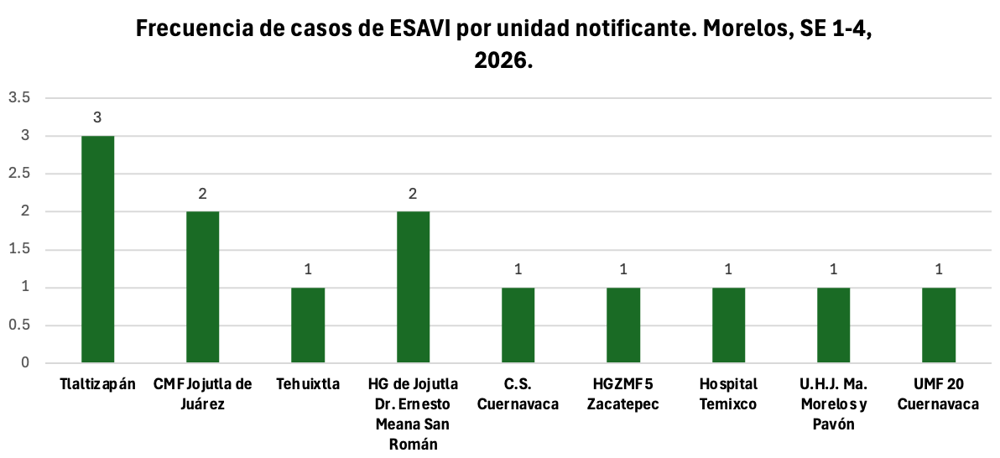 Frecuencia de casos de ESAVI por unidad notificante. Morelos, SE 1-4,
2026.
3.5
3
2.5
2
1.5
1
0.5
0
3
2
1
2
1
1
1
1
1
Tlaltizapán
CMF Jojutla de
Juárez
Tehuixtla
HG de Jojutla
Dr. Ernesto
Meana San
Román
C.S.
Cuernavaca
HGZMF 5
Zacatepec
Hospital
Temixco
U.H.J. Ma.
Morelos y
Pavón
UMF 20
Cuernavaca